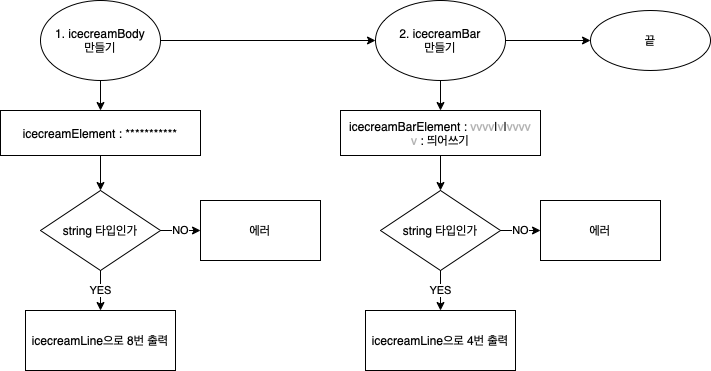 1. icecreamBody
만들기
2. icecreamBar
만들기
끝
icecreamElement : ***********
icecreamBarElement : vvvv|v|vvvv
v : 띄어쓰기
string 타입인가
NO
에러
string 타입인가
NO
에러
YES
YES
icecreamLine으로 8번 출력
icecreamLine으로 4번 출력